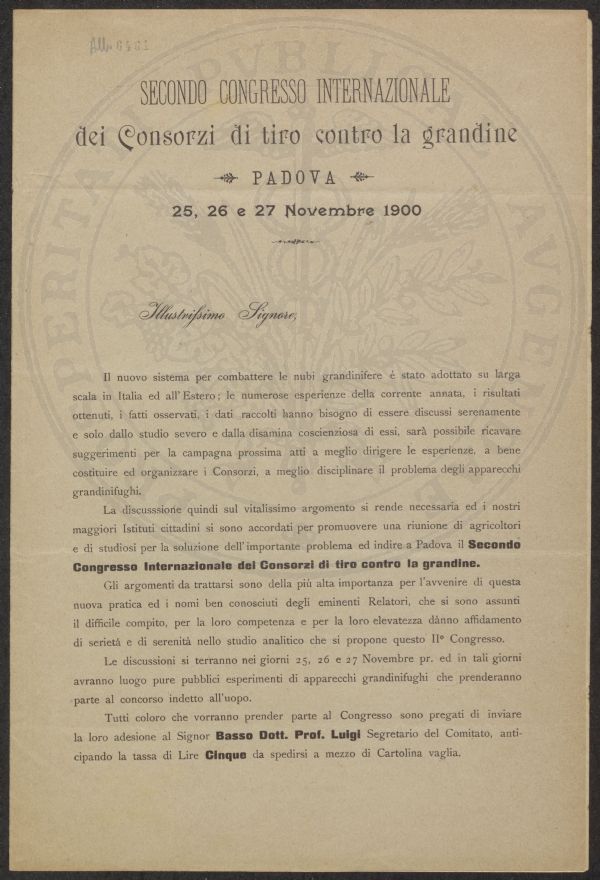 All. 6461
SECONDO CONGRESSO INTERNAZIONALE
dei Consorzi di tiro contro la grandine
PADOVA
25, 26 e 27 Novembre 1900
Illustrissimo Signore,
Il nuovo sistema per combattere le nubi grandinifere è stato adottato su larga
scala in Italia ed all'Estero; le numerose esperienze della corrente annata, i risultati
ottenuti, i fatti osservati, i dati raccolti hanno bisogno di essere discussi serenamente
e solo dallo studio severo e dalla disamina coscienziosa di essi, sarà possibile ricavare
suggerimenti per la campagna prossima atti a meglio dirigere le esperienze, a bene
costituire ed organizzare i Consorzi, a meglio disciplinare il problema degli apparecchi
grandinifughi.
La discusssione quindi sul vitalissimo argomento si rende necessaria ed i nostri
maggiori Istituti cittadini si sono accordati per promuovere una riunione di agricoltori
e di studiosi per la soluzione dell'importante problema ed indire a Padova il Secondo
Congresso Internazionale dei Consorzi di tiro contro la grandine.
Gli argomenti da trattarsi sono della più alta importanza per l'avvenire di questa
nuova pratica ed i nomi ben conosciuti degli eminenti Relatori, che si sono assunti
il difficile compito, per la loro competenza e per la loro elevatezza dànno affidamento
di serietà e di serenità nello studio analitico che si propone questo IIº Congresso.
Le discussioni si terranno nei giorni 25, 26 e 27 Novembre pr. ed in tali giorni
avranno luogo pure pubblici esperimenti di apparecchi grandinifughi che prenderanno
parte al concorso indetto all'uopo.
Tutti coloro che vorranno prender parte al Congresso sono pregati di inviare
la loro adesione al Signor Basso Dott. Prof. Luigi Segretario del Comitato, anti-
cipando la tassa di Lire Cinque da spedirsi a mezzo di Cartolina vaglia.